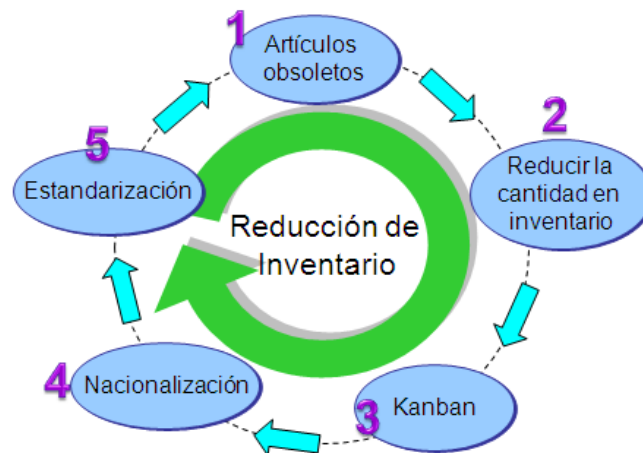 1
Artículos
obsoletos
2
Reducir la
cantidad en
inventario
3
Kanban
4
Nacionalización
5
Estandarización
Reducción de
Inventario